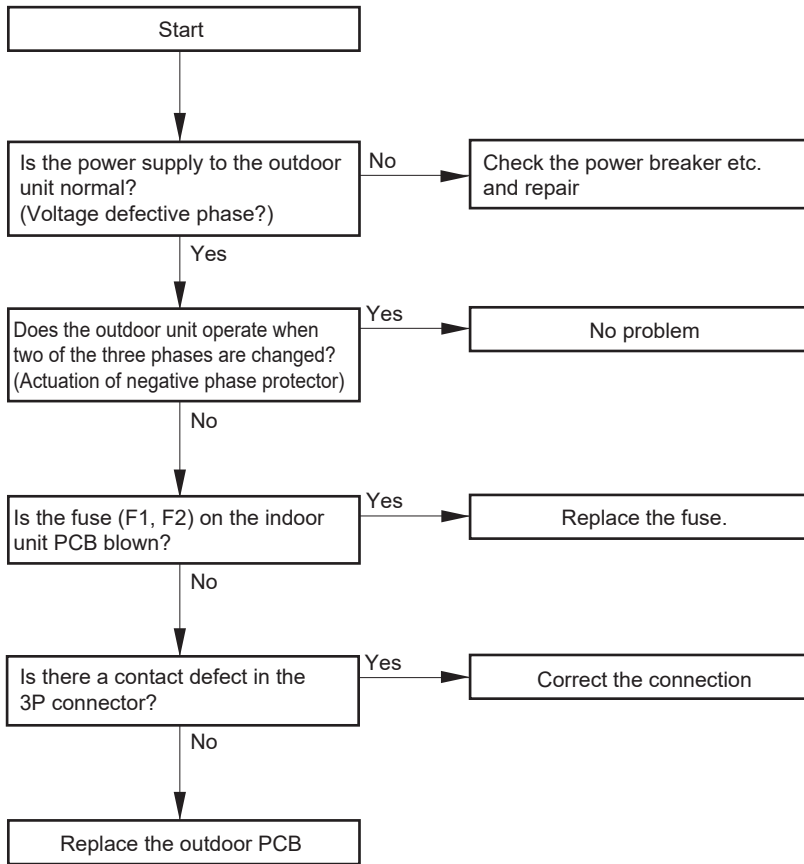 Start
Is the power supply to the outdoor
unit normal?
(Voltage defective phase?)
No
Check the power breaker etc.
and repair
Yes
Does the outdoor unit operate when
two of the three phases are changed?
(Actuation of negative phase protector)
Yes
No problem
No
Is the fuse (F1, F2) on the indoor
unit PCB blown?
Yes
Replace the fuse.
No
Is there a contact defect in the
3P connector?
Yes
Correct the connection
No
Replace the outdoor PCB